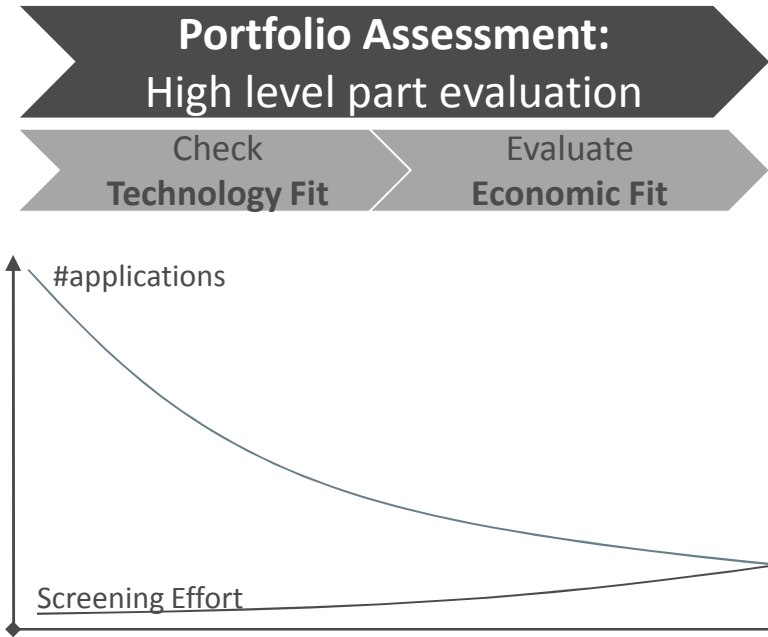 Portfolio Assessment:
High level part evaluation
Check
Technology Fit
Evaluate
Economic Fit
#applications
Screening Effort